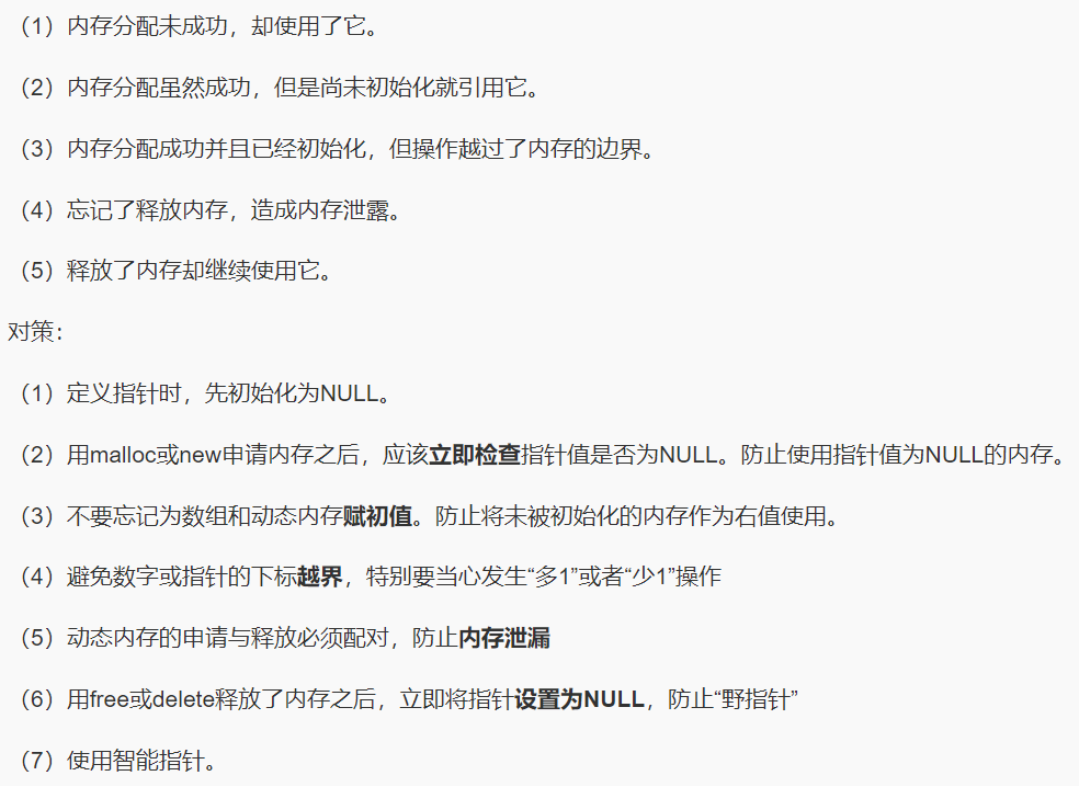 （1）内存分配未成功，却使用了它。
（2）内存分配虽然成功，但是尚未初始化就引用它。
（3）内存分配成功并且已经初始化，但操作越过了内存的边界。
（4）忘记了释放内存，造成内存泄露。
（5）释放了内存却继续使用它。
对策：
（1）定义指针时，先初始化为NULL。
（2）用malloc或new申请内存之后，应该立即检查指针值是否为NULL。防止使用指针值为NULL的内存。
（3）不要忘记为数组和动态内存赋初值。防止将未被初始化的内存作为右值使用。
（4）避免数字或指针的下标越界，特别要当心发生“多1”或者“少1”操作
（5）动态内存的申请与释放必须配对，防止内存泄漏
（6）用free或delete释放了内存之后，立即将指针设置为NULL，防止“野指针”
（7）使用智能指针。